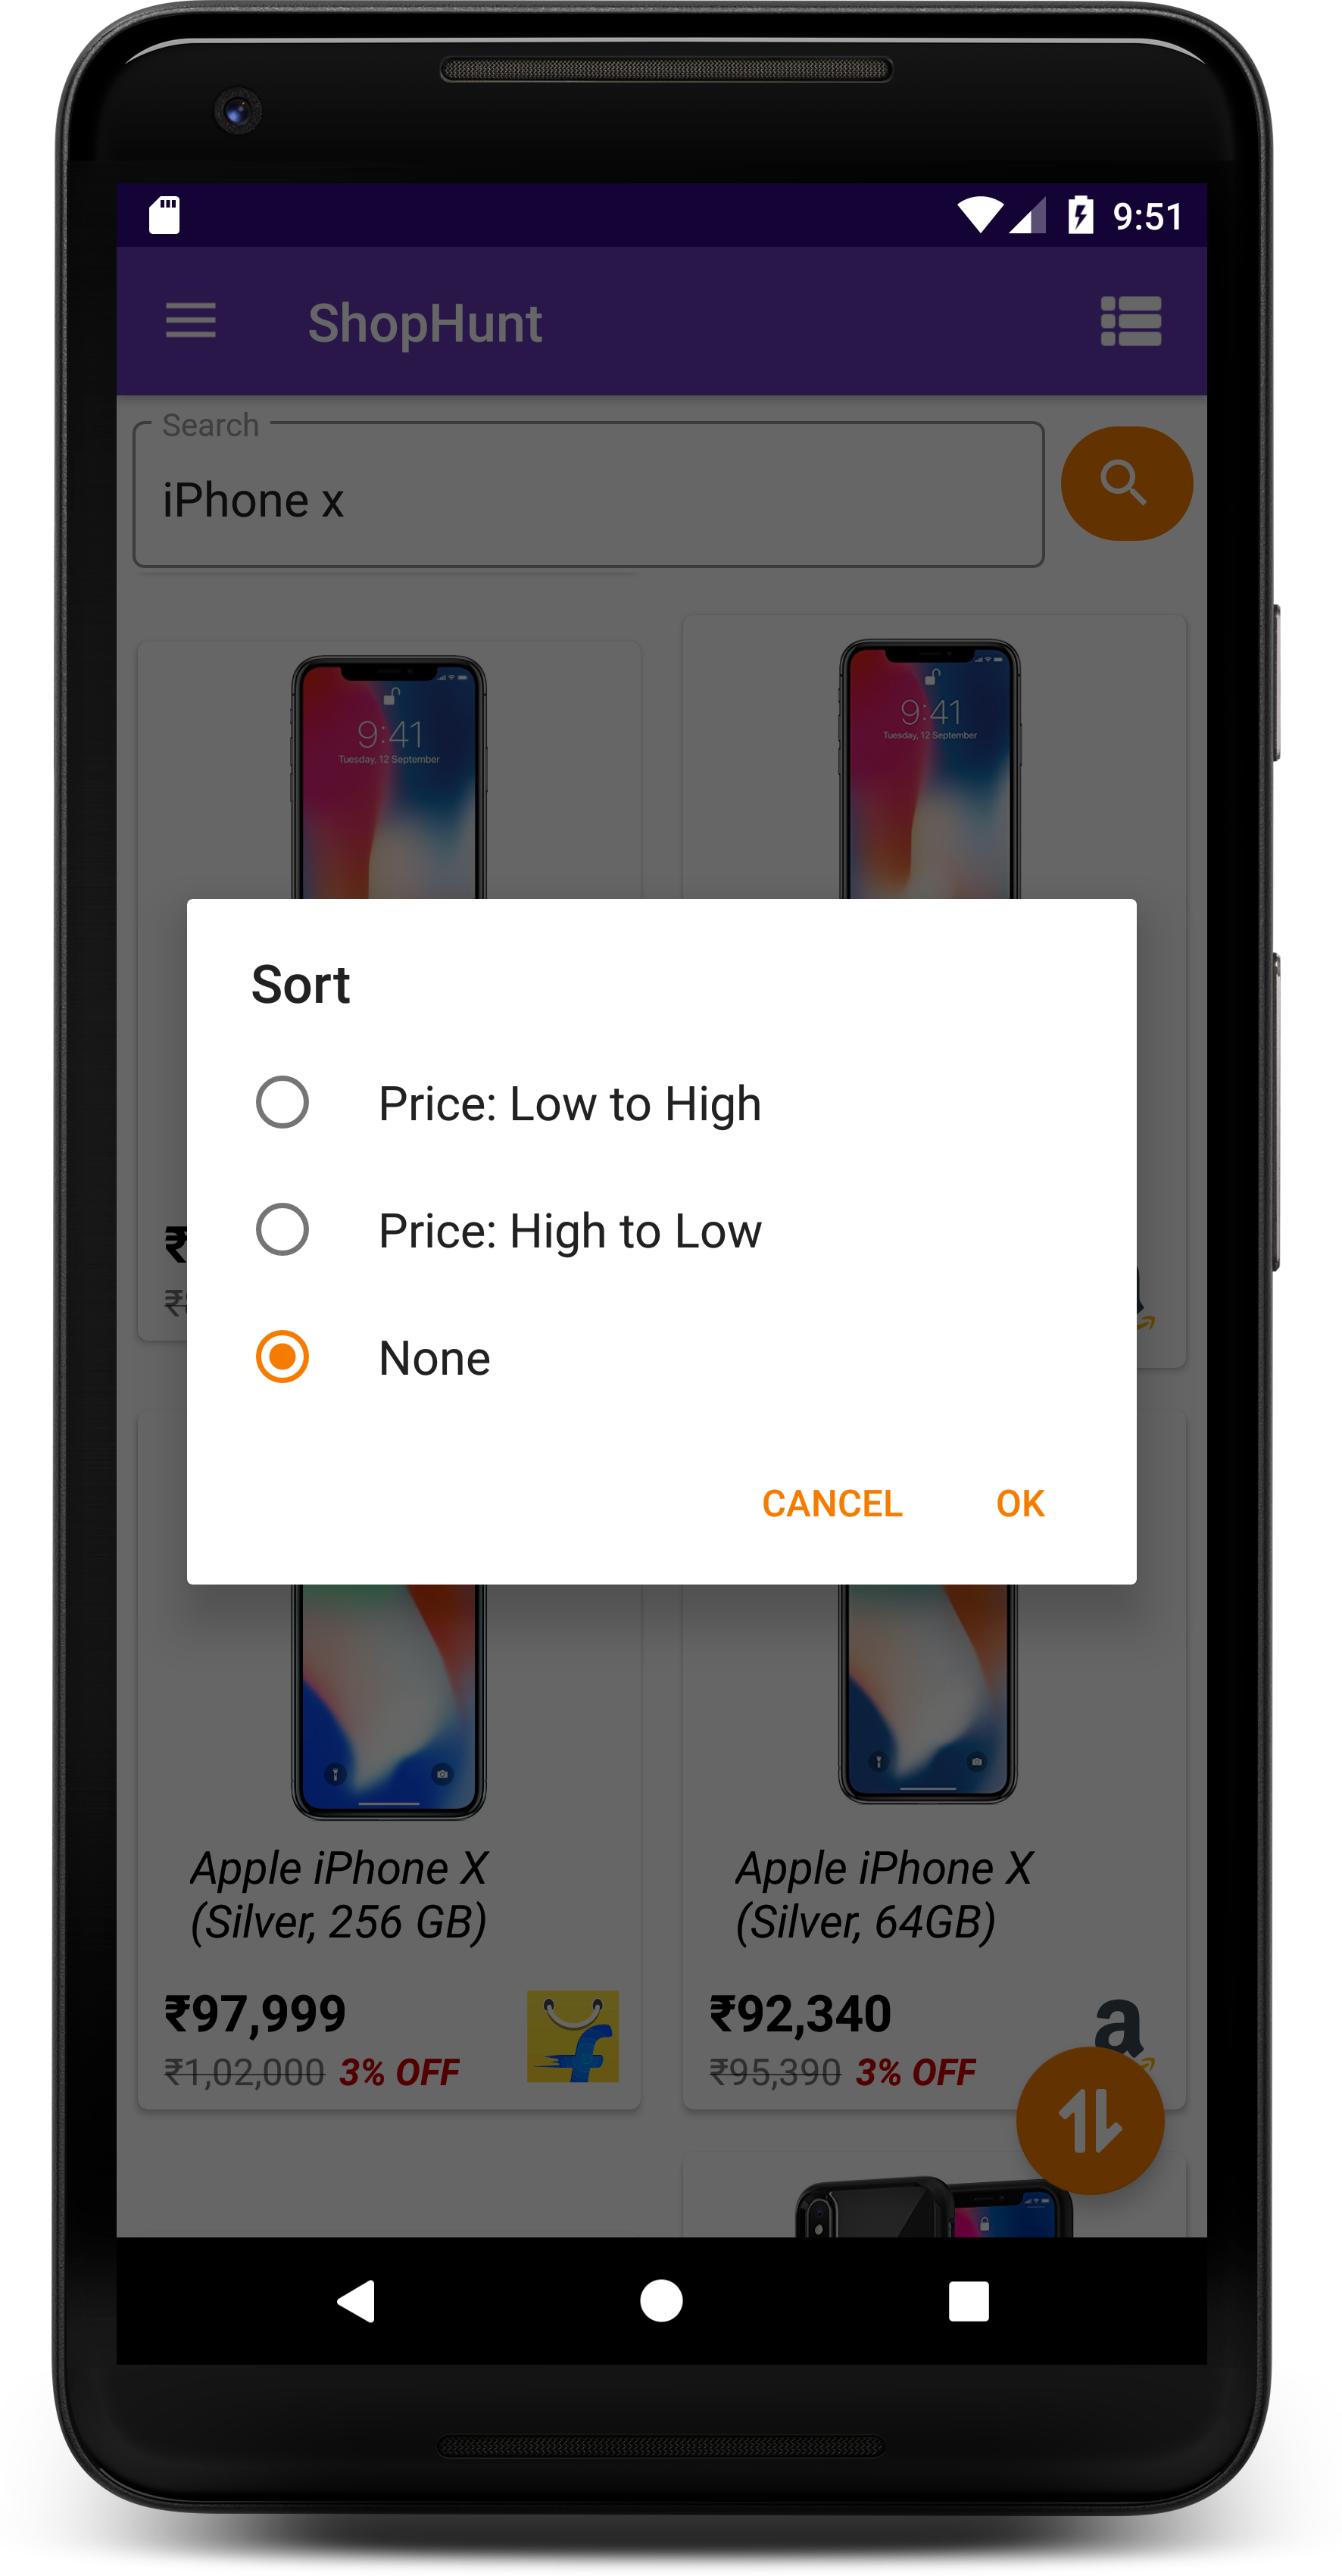 9:51
ShopHunt
Search
iPhone x
9:41
Tuesday, 12 September
9:41
Tuesday, 12 September
Sort
Price: Low to High
Price: High to Low
None
CANCEL OK
₹
₹
Apple iPhone X
(Silver, 256 GB)
₹97,999
₹1,02,000 3% OFF
Apple iPhone X
(Silver, 64GB)
₹92,340
₹95,390 3% OFF